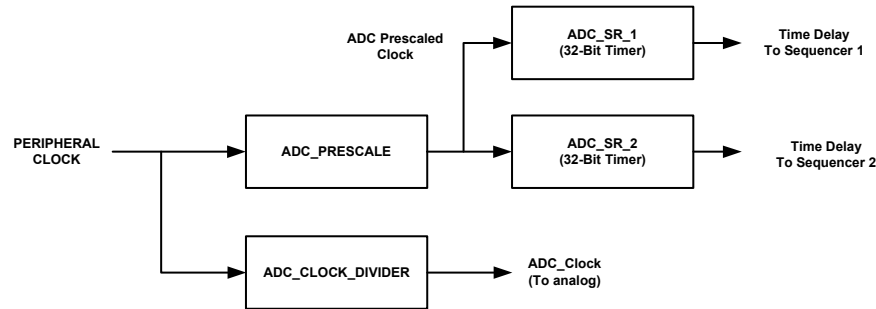 ADC Prescaled
Clock
ADC_SR_1
(32-Bit Timer)
Time Delay
To Sequencer 1
PERIPHERAL
CLOCK
ADC_PRESCALE
ADC_SR_2
(32-Bit Timer)
Time Delay
To Sequencer 2
ADC_CLOCK_DIVIDER
ADC_Clock
(To analog)